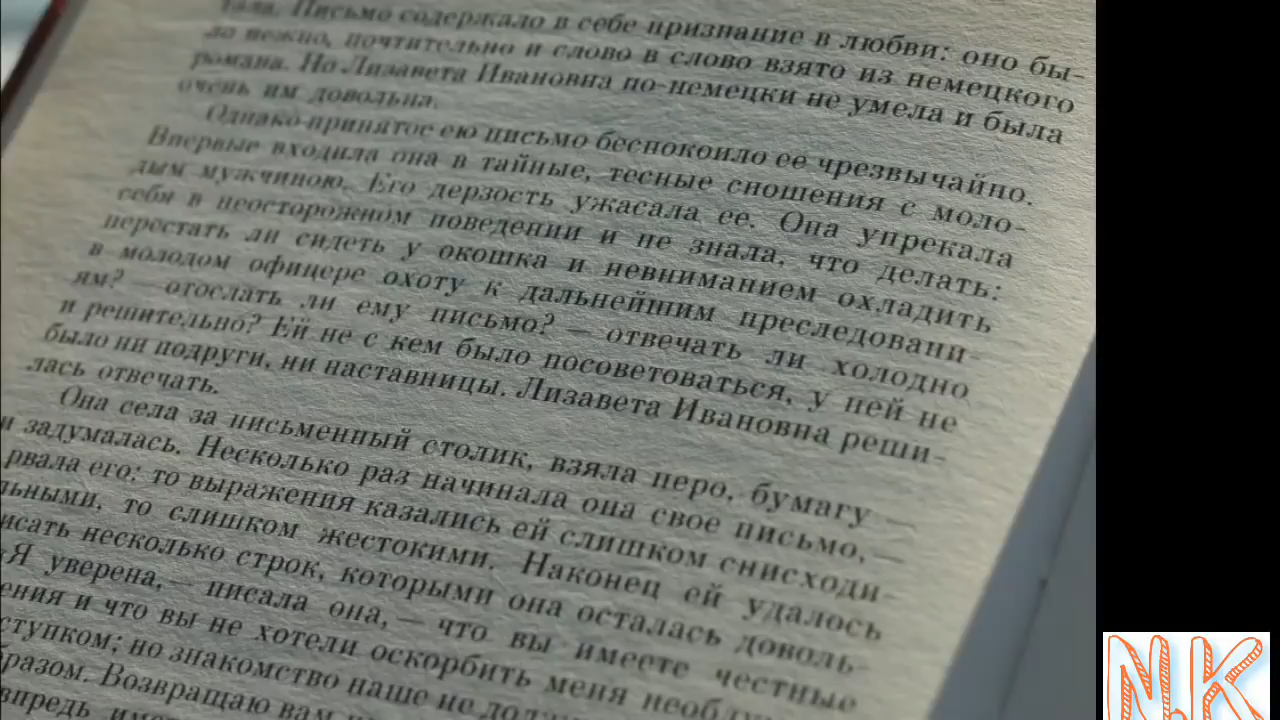 тала. Письмо содержало в себе признание в любви: оно бы-
ло нежно, почтительно и слово в слово взято из немецкого
романа. Но Лизавета Ивановна по-немецки не умела и была
очень им довольна.
Однако принятое ею письмо беспокоило ее чрезвычайно.
Впервые входила она в тайные, тесные сношения с моло-
дым мужчиною. Его дерзость ужасала ее. Она упрекала
себя в неосторожном поведении и не знала, что делать:
перестать ли сидеть у окошка и невниманием охладить
в молодом офицере охоту к дальнейшим преследовани-
ям? — отослать ли ему письмо? — отвечать ли холодно
и решительно? Ей не с кем было посоветоваться, у ней не
было ни подруги, ни наставницы. Лизавета Ивановна реши-
лась отвечать.
Она села за письменный столик, взяла перо, бумагу —
и задумалась. Несколько раз начинала она свое письмо, —
рвала его: то выражения казались ей слишком снисходи-
льными, то слишком жестокими. Наконец ей удалось
исать несколько строк, которыми она осталась доволь-
«Я уверена, — писала она, — что вы имеете честные
ения и что вы не хотели оскорбить меня необду
ступком; но знакомство наше не дол
бразом. Возвращаю вам
впредь
N.K